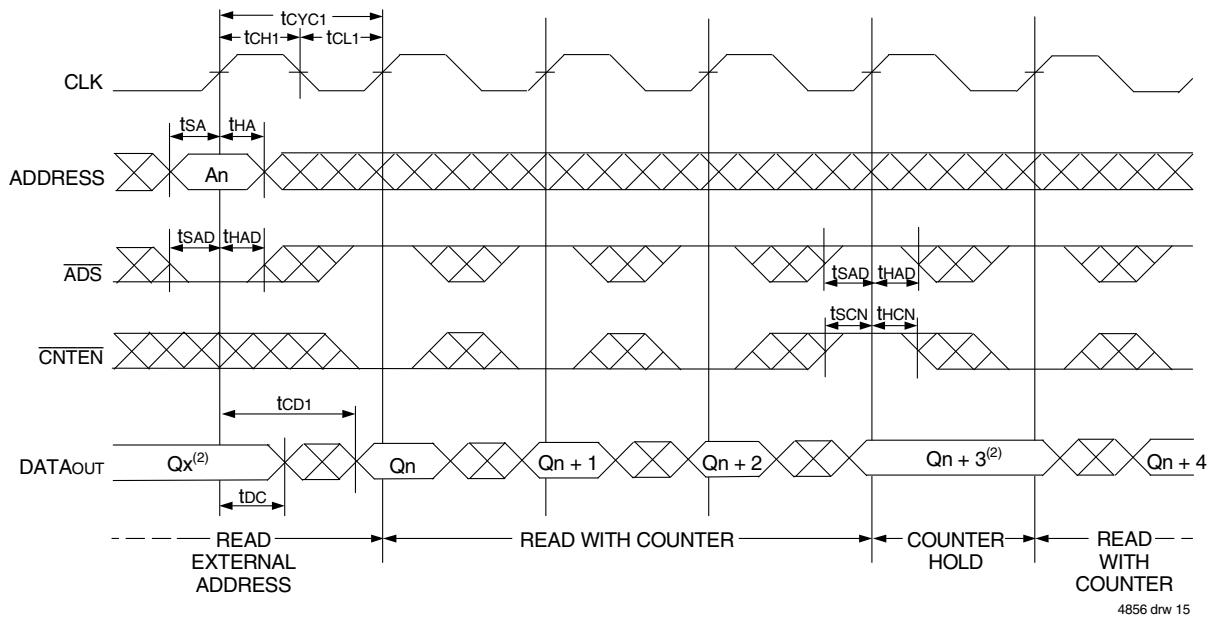 tCYC1
tCH1 tCL1
CLK
tSA tHA
ADDRESS An
tSAD tHAD
ADS
tSAD tHAD
tSCN tHCN
CNTEN
tCD1
DATAOUT Qx(2) Qn Qn + 1 Qn + 2 Qn + 3(2) Qn + 4
tDC
READ EXTERNAL ADDRESS
READ WITH COUNTER
COUNTER HOLD
READ WITH COUNTER
4856 drw 15